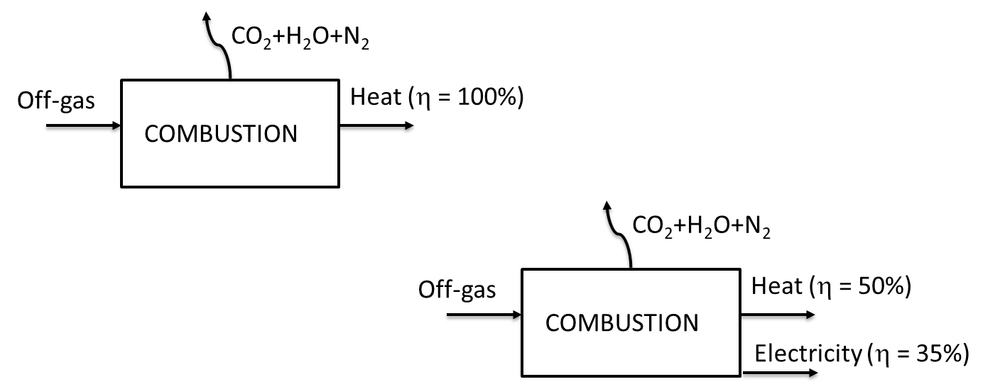 CO₂+H₂O+N₂
Off-gas
Heat (η = 100%)
COMBUSTION
CO₂+H₂O+N₂
Off-gas
Heat (η = 50%)
COMBUSTION
Electricity (η = 35%)